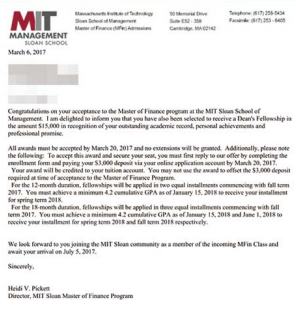 MIT
MANAGEMENT
SLOAN SCHOOL
Massachusetts Institute of Technology
Sloan School of Management
Master of Finance (MFin) Admissions
50 Memorial Drive
Suite E52 - 359
Cambridge, MA 02142
Telephone: (617) 258-5434
Facsimile: (617) 253 - 6405
March 6, 2017
Congratulations on your acceptance to the Master of Finance program at the MIT Sloan School of
Management. I am delighted to inform you that you have also been selected to receive a Dean's Fellowship in
the amount $15,000 in recognition of your outstanding academic record, personal achievements and
professional promise.
All awards must be accepted by March 20, 2017 and no extensions will be granted. Additionally, please note
the following: To accept this award and secure your seat, you must first reply to our offer by completing the
enrollment form and paying your $3,000 deposit via your online application account by March 20, 2017.
Your award will be credited to your tuition account. You may not use the award to offset the $3,000 deposit
required at time of acceptance to the Master of Finance Program.
For the 12-month duration, fellowships will be applied in two equal installments commencing with fall
term 2017. You must achieve a minimum 4.2 cumulative GPA as of January 15, 2018 to receive your installment
for spring term 2018.
For the 18-month duration, fellowships will be applied in three equal installments commencing with fall
term 2017. You must achieve a minimum 4.2 cumulative GPA as of January 15, 2018 and June 1, 2018 to
receive your installment for spring term 2018 and fall term 2018 respectively.
We look forward to you joining the MIT Sloan community as a member of the incoming MFin Class and
await your arrival on July 5, 2017.
Sincerely,
Heidi V. Pickett
Director, MIT Sloan Master of Finance Program